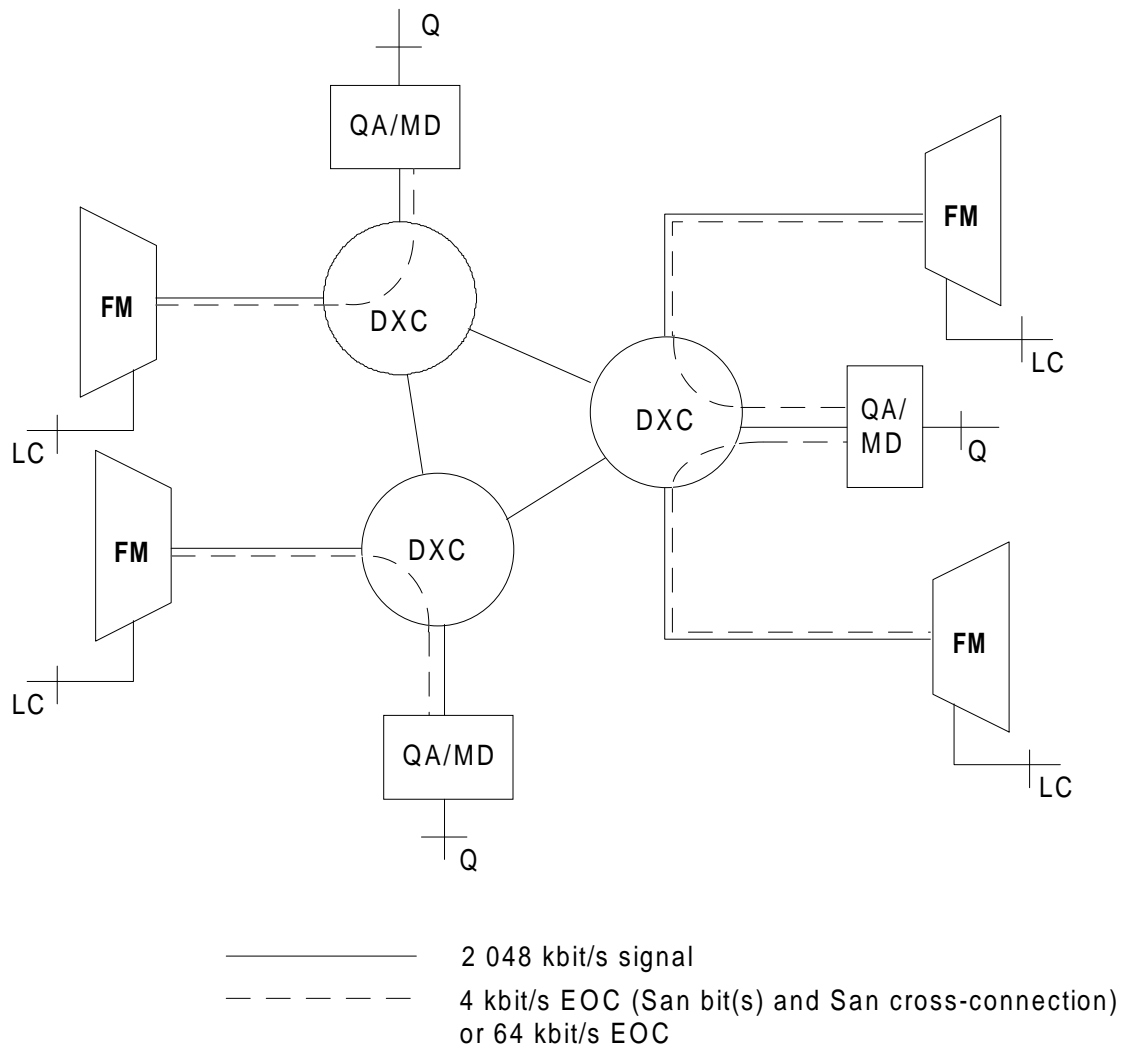 Q
QA/MD
FM
FM
DXC
LC
DXC
QA/
MD
Q
LC
FM
DXC
FM
LC
QA/MD
LC
Q
2 048 kbit/s signal
4 kbit/s EOC (San bit(s) and San cross-connection)
or 64 kbit/s EOC